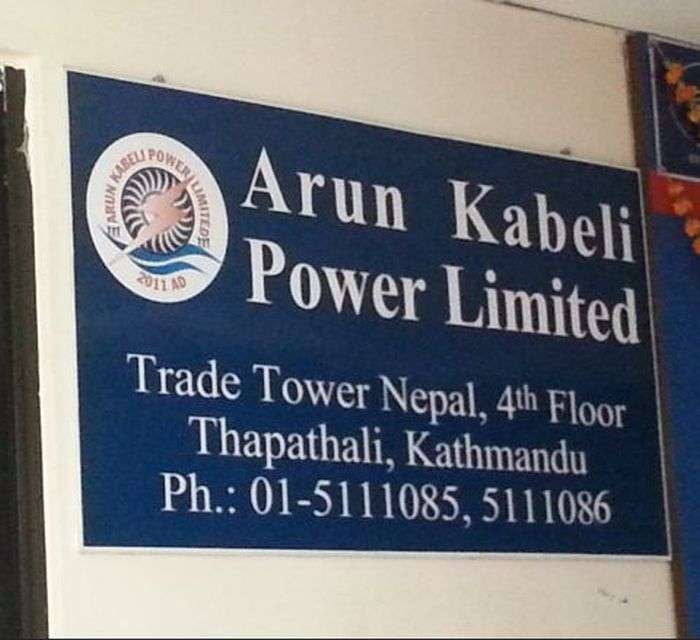 ARUN KABELI POWER LIMITED
2011 AD
Arun Kabeli
Power Limited
Trade Tower Nepal, 4th Floor
Thapathali, Kathmandu
Ph.: 01-5111085, 5111086